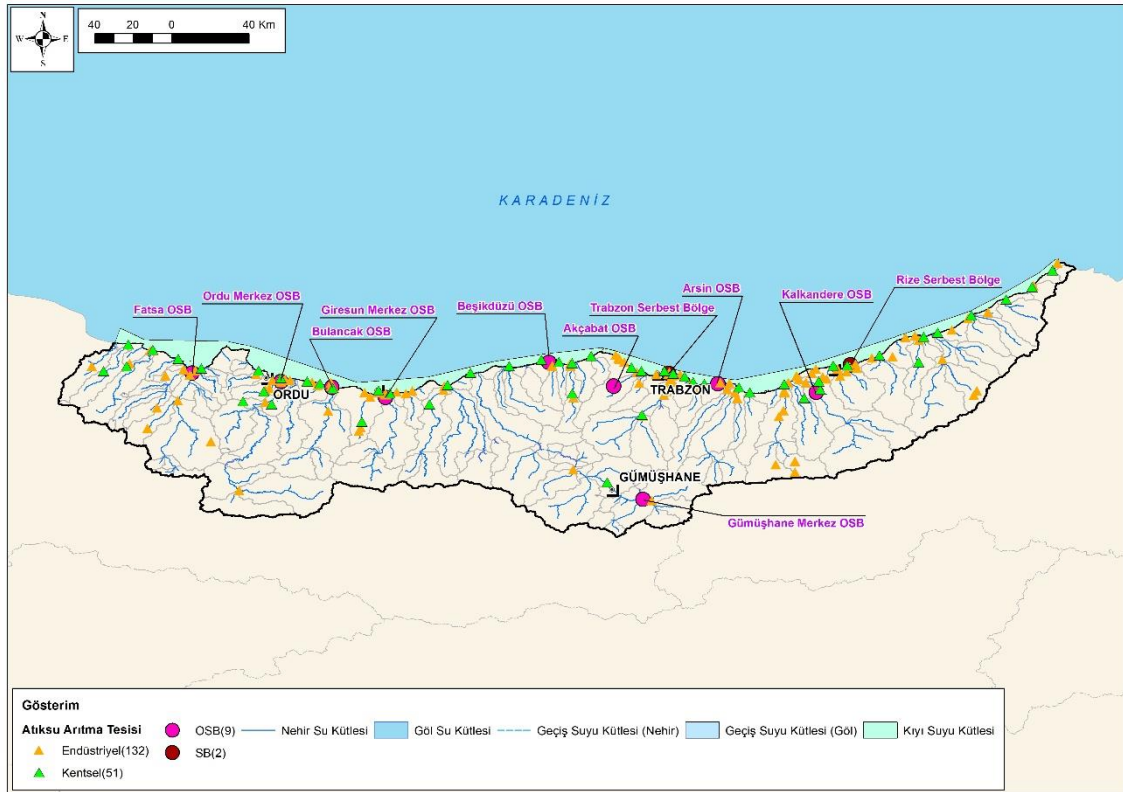 N
W E
S
40 20 0 40 Km
KARADENİZ
Fatsa OSB
Ordu Merkez OSB
Giresun Merkez OSB
Bulancak OSB
Beşikdüzü OSB
Akçabat OSB
Trabzon Serbest Bölge
Arsin OSB
Kalkandere OSB
Rize Serbest Bölge
ORDU
TRABZON
GÜMÜŞHANE
Gümüşhane Merkez OSB
Gösterim
Atıksu Arıtma Tesisi
Endüstriyel(132)
Kentsel(51)
OSB(9)
SB(2)
Nehir Su Kütlesi
Göl Su Kütlesi
Geçiş Suyu Kütlesi (Nehir)
Geçiş Suyu Kütlesi (Göl)
Kıyı Suyu Kütlesi